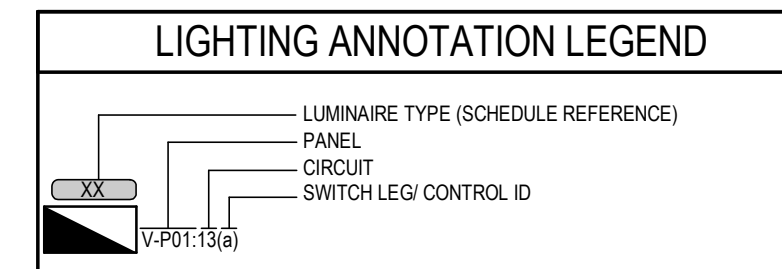 LIGHTING ANNOTATION LEGEND
LUMINAIRE TYPE (SCHEDULE REFERENCE)
PANEL
CIRCUIT
SWITCH LEG/ CONTROL ID
XX
V-P01:13(a)